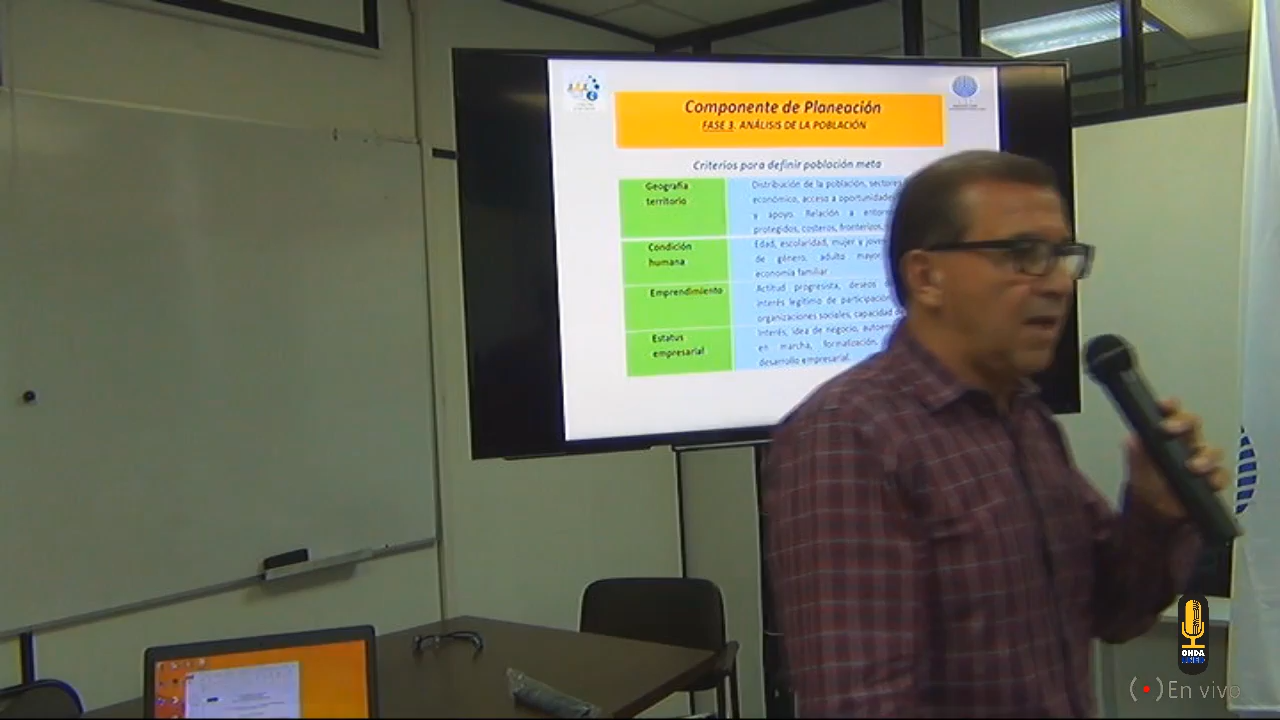 Componente de Planeación
FASE 3. ANÁLISIS DE LA POBLACIÓN
Criterios para definir población meta
Geografía
territorio
Distribución de la población, sectores
económico, acceso a oportunidades
y apoyo. Relación a entorno
protegidos, costeros, fronterizos,
Condición
humana
Edad, escolaridad, mujer y joven
de género, adulto mayor,
economía familiar
Emprendimiento
Actitud progresista, deseos
interés legítimo de participación
organizaciones sociales, capacidad de
Estatus
empresarial
Interés, idea de negocio,
en marcha, formalización,
desarrollo empresarial.
ONDA
UNED
En vivo